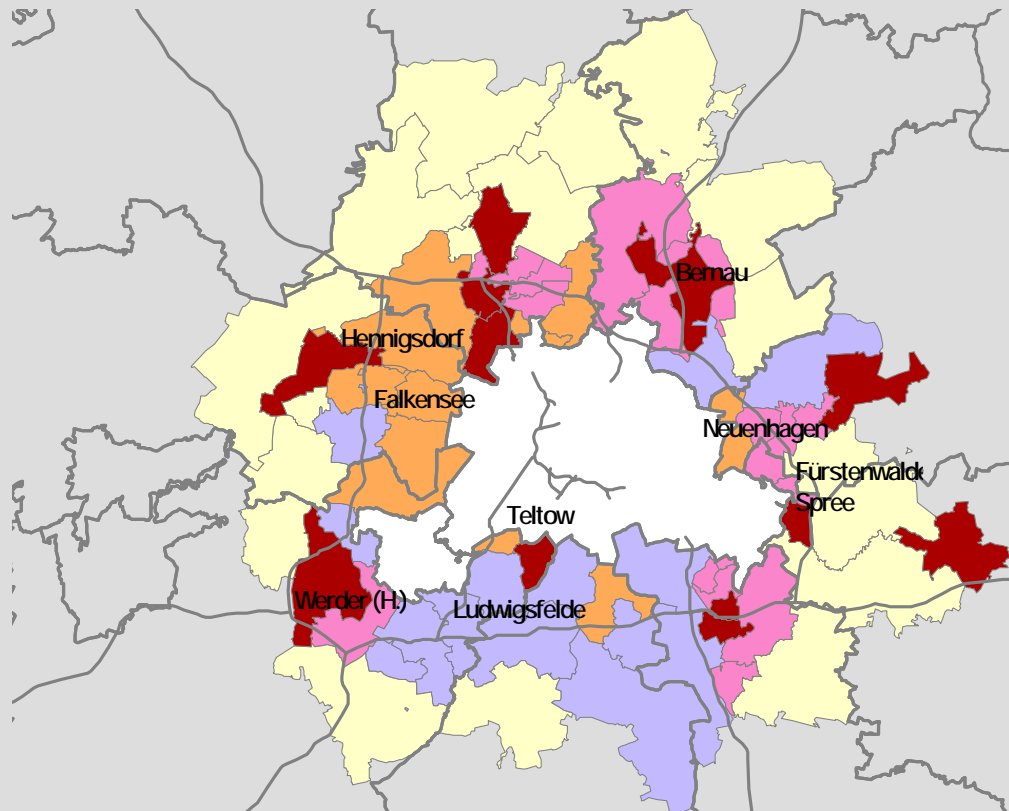 Bernau
Hennigsdorf
Falkensee
Neuenhagen
Fürstenwalde
Spree
Teltow
Werder (H.)
Ludwigsfelde